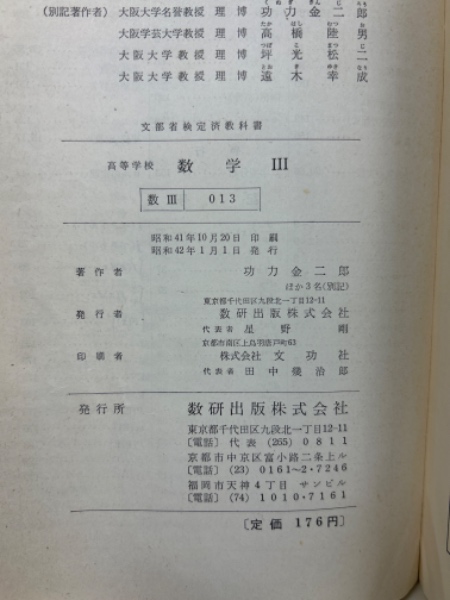 (別記著作者) 大阪大学名誉教授 理博 功力金二郎
大阪学芸大学教授 理博 高橋陸男
大阪大学教授 理博 坪光松二
大阪大学教授 理博 遠木幸成
文部省検定済教科書
高等学校 数学 III
数 III 013
昭和41年10月20日 印刷
昭和42年1月1日 発行
著作者 功力金二郎
ほか3名(別記)
東京都千代田区九段北一丁目12-11
発行者 数研出版株式会社
代表者 星野
京都市南区上鳥羽唐戸町63
印刷者 株式会社 文功社
代表者 田中 治郎
発行所 数研出版株式会社
東京都千代田区九段北一丁目12-11
〔電話〕代表 (265) 0811
京都市中京区富小路二条上ル
〔電話〕(23) 0161~2・7246
福岡市天神4丁目 サンビル
〔電話〕(74) 1010・7161
〔定価 176円〕